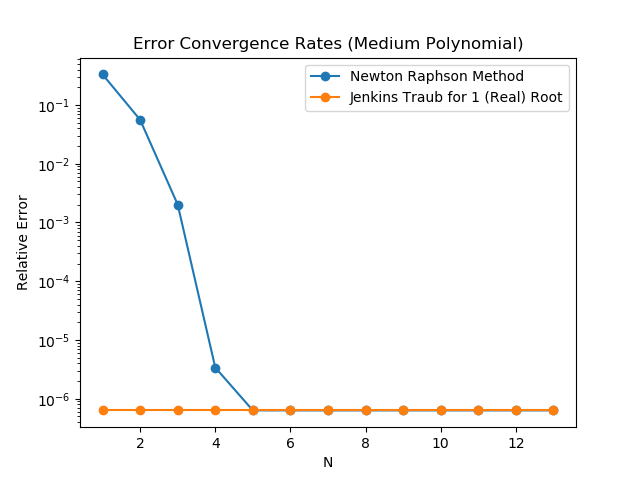 Error Convergence Rates (Medium Polynomial)
Newton Raphson Method
Jenkins Traub for 1 (Real) Root
Relative Error
10⁻¹
10⁻²
10⁻³
10⁻⁴
10⁻⁵
10⁻⁶
2 4 6 8 10 12
N